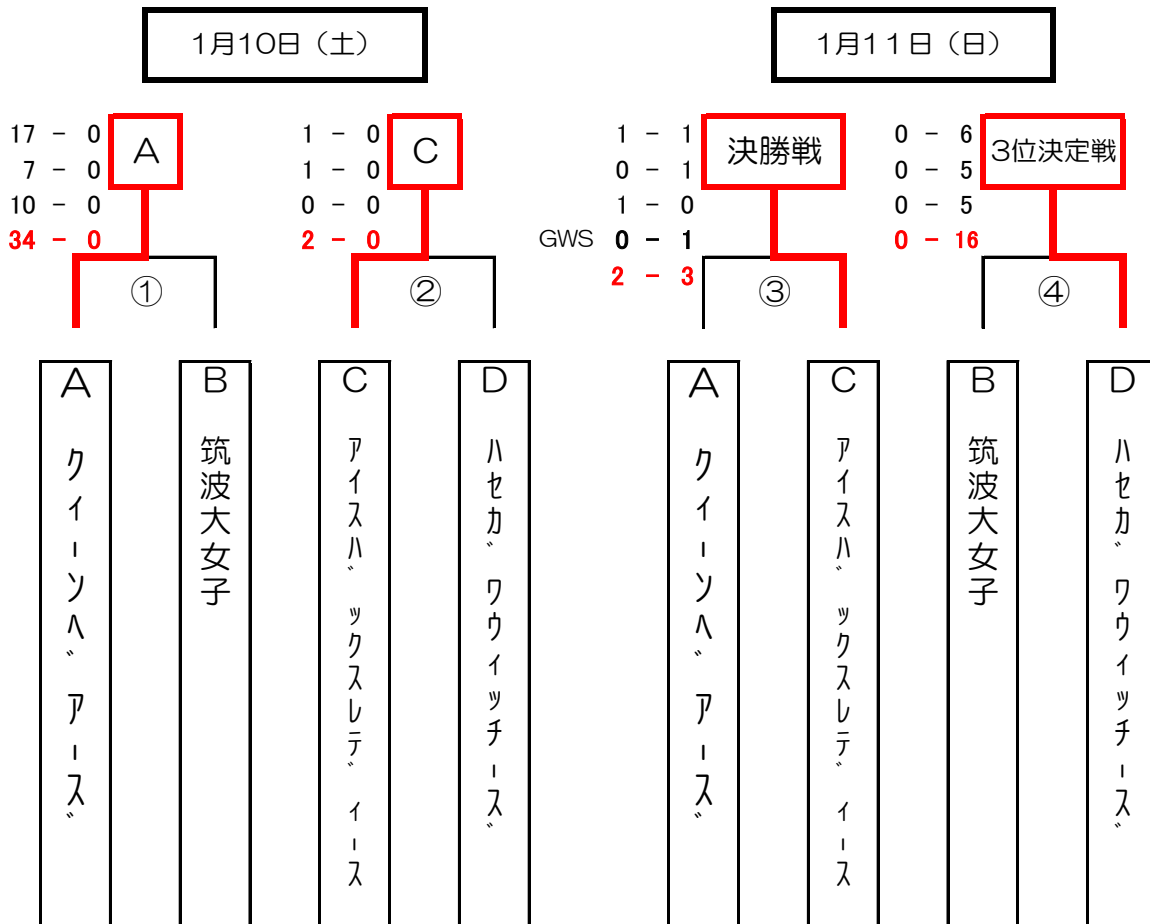 1月10日（土）
1月11日（日）
17 - 0
7 - 0
10 - 0
34 - 0
A
①
1 - 0
1 - 0
0 - 0
2 - 0
C
②
1 - 1
0 - 1
1 - 0
GWS 0 - 1
2 - 3
決勝戦
③
0 - 6
0 - 5
0 - 5
0 - 16
3位決定戦
④
A
クィーンベアーズ
B
筑波大女子
C
アイスバックスレディース
D
ハセガワウィッチーズ
A
クィーンベアーズ
C
アイスバックスレディース
B
筑波大女子
D
ハセガワウィッチーズ